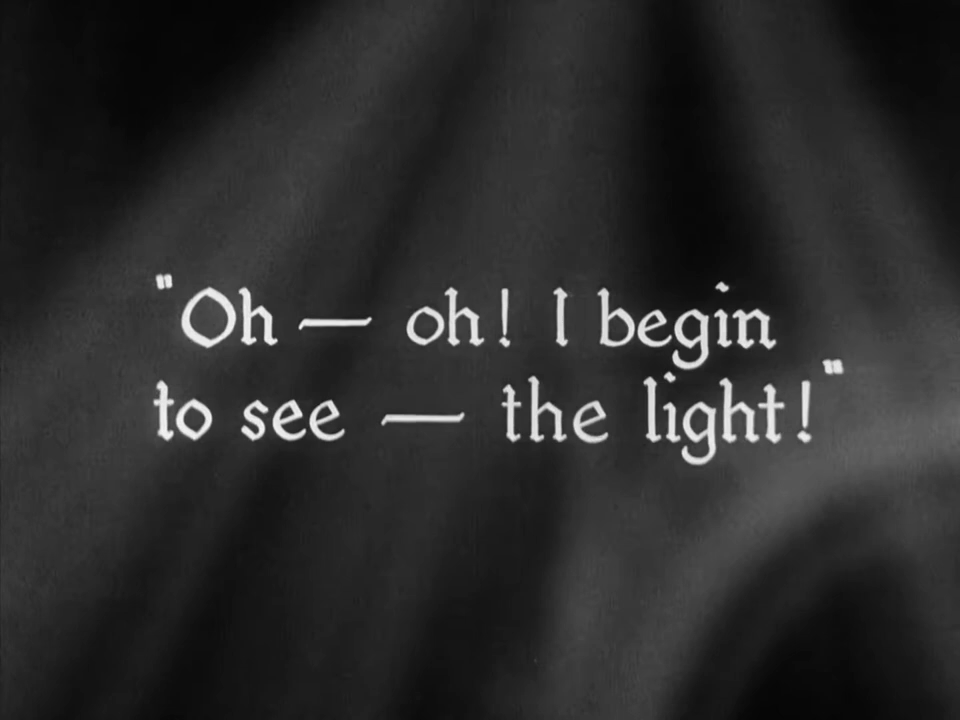 "Oh — oh! I begin
to see — the light!"